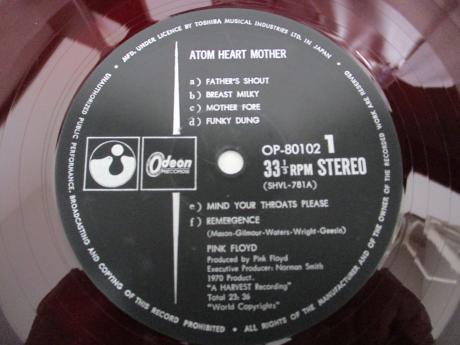 MFD. UNDER LICENCE BY TOSHIBA MUSICAL INDUSTRIES LTD. IN JAPAN •
ATOM HEART MOTHER
a) FATHER'S SHOUT
b) BREAST MILKY
c) MOTHER FORE
d) FUNKY DUNG
Odeon
RECORDS
OP-80102 1
33 1/3 RPM STEREO
(SHVL-781A)
e) MIND YOUR THROATS PLEASE
f) REMERGENCE
(Mason-Gilmour-Waters-Wright-Geesin)
PINK FLOYD
Produced by Pink Floyd
Executive Producer: Norman Smith
1970 Product.
"A HARVEST Recording"
Total 23:36
"World Copyrights"
UNAUTHORIZED PUBLIC PERFORMANCE, BROADCASTING AND COPYING OF THIS RECORD PROHIBITED •
ALL RIGHTS OF THE MANUFACTURER AND OF THE OWNER OF THE RECORDED WORK ARE RESERVED